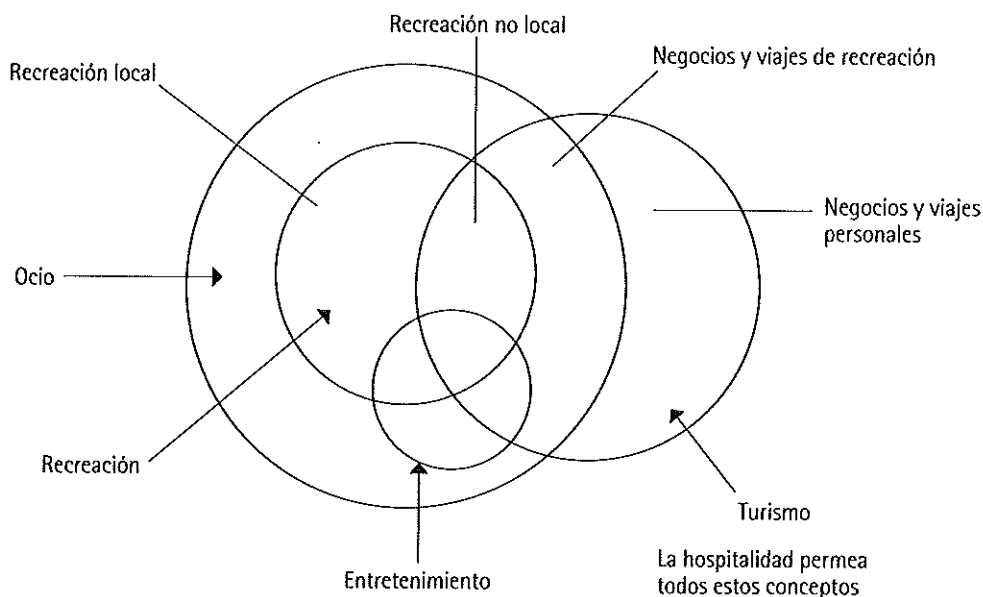 Recreación no local
Negocios y viajes de recreación
Recreación local
Negocios y viajes
personales
Ocio
Recreación
Turismo
Entretenimiento
La hospitalidad permea
todos estos conceptos